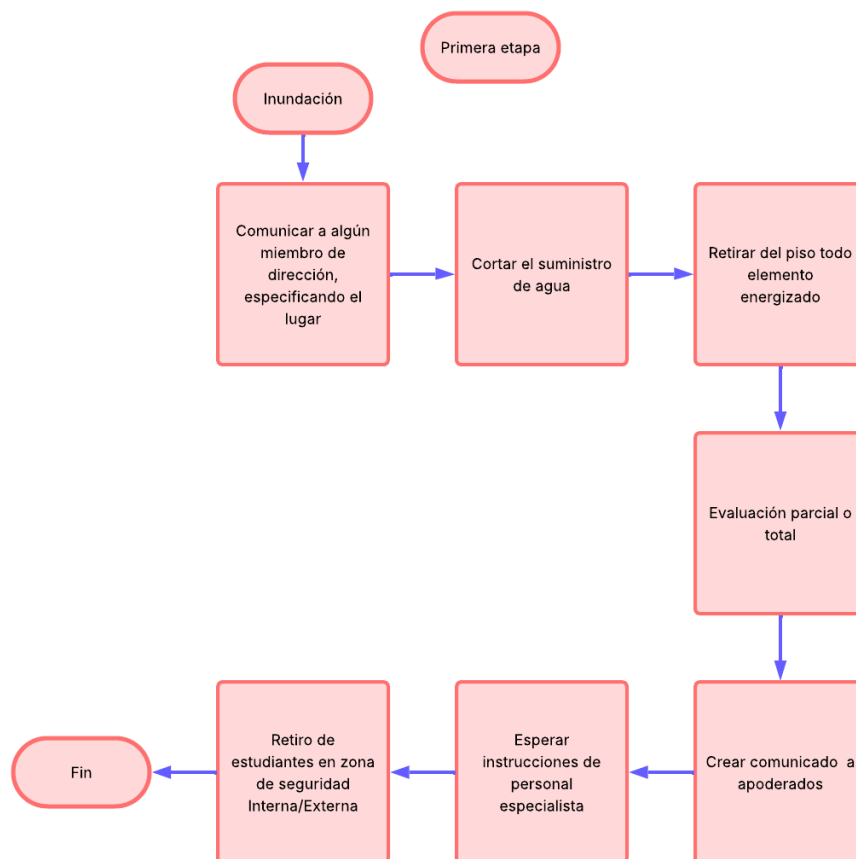 Primera etapa
Inundación
Comunicar a algún
miembro de
dirección,
especificando el
lugar
Cortar el suministro
de agua
Retirar del piso todo
elemento
energizado
Evaluación parcial o
total
Crear comunicado a
apoderados
Esperar
instrucciones de
personal
especialista
Retiro de
estudiantes en zona
de seguridad
Interna/Externa
Fin